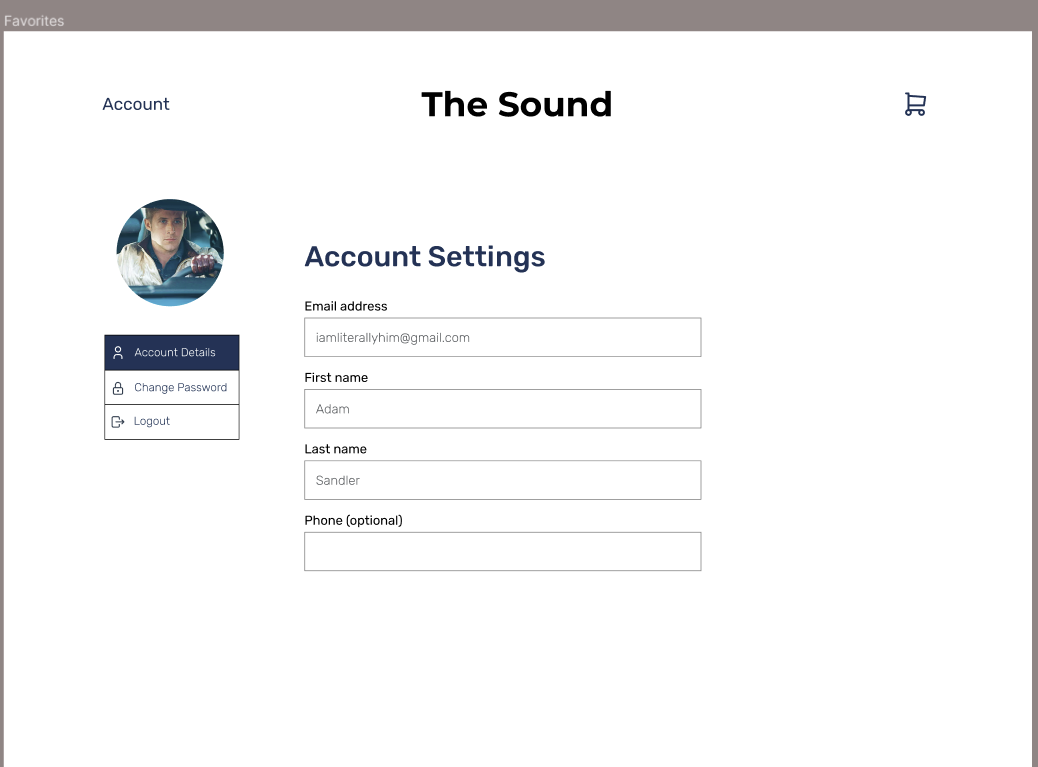 Favorites
Account
The Sound
Account Settings
Email address
iamliterallyhim@gmail.com
First name
Adam
Last name
Sandler
Phone (optional)
Account Details
Change Password
Logout